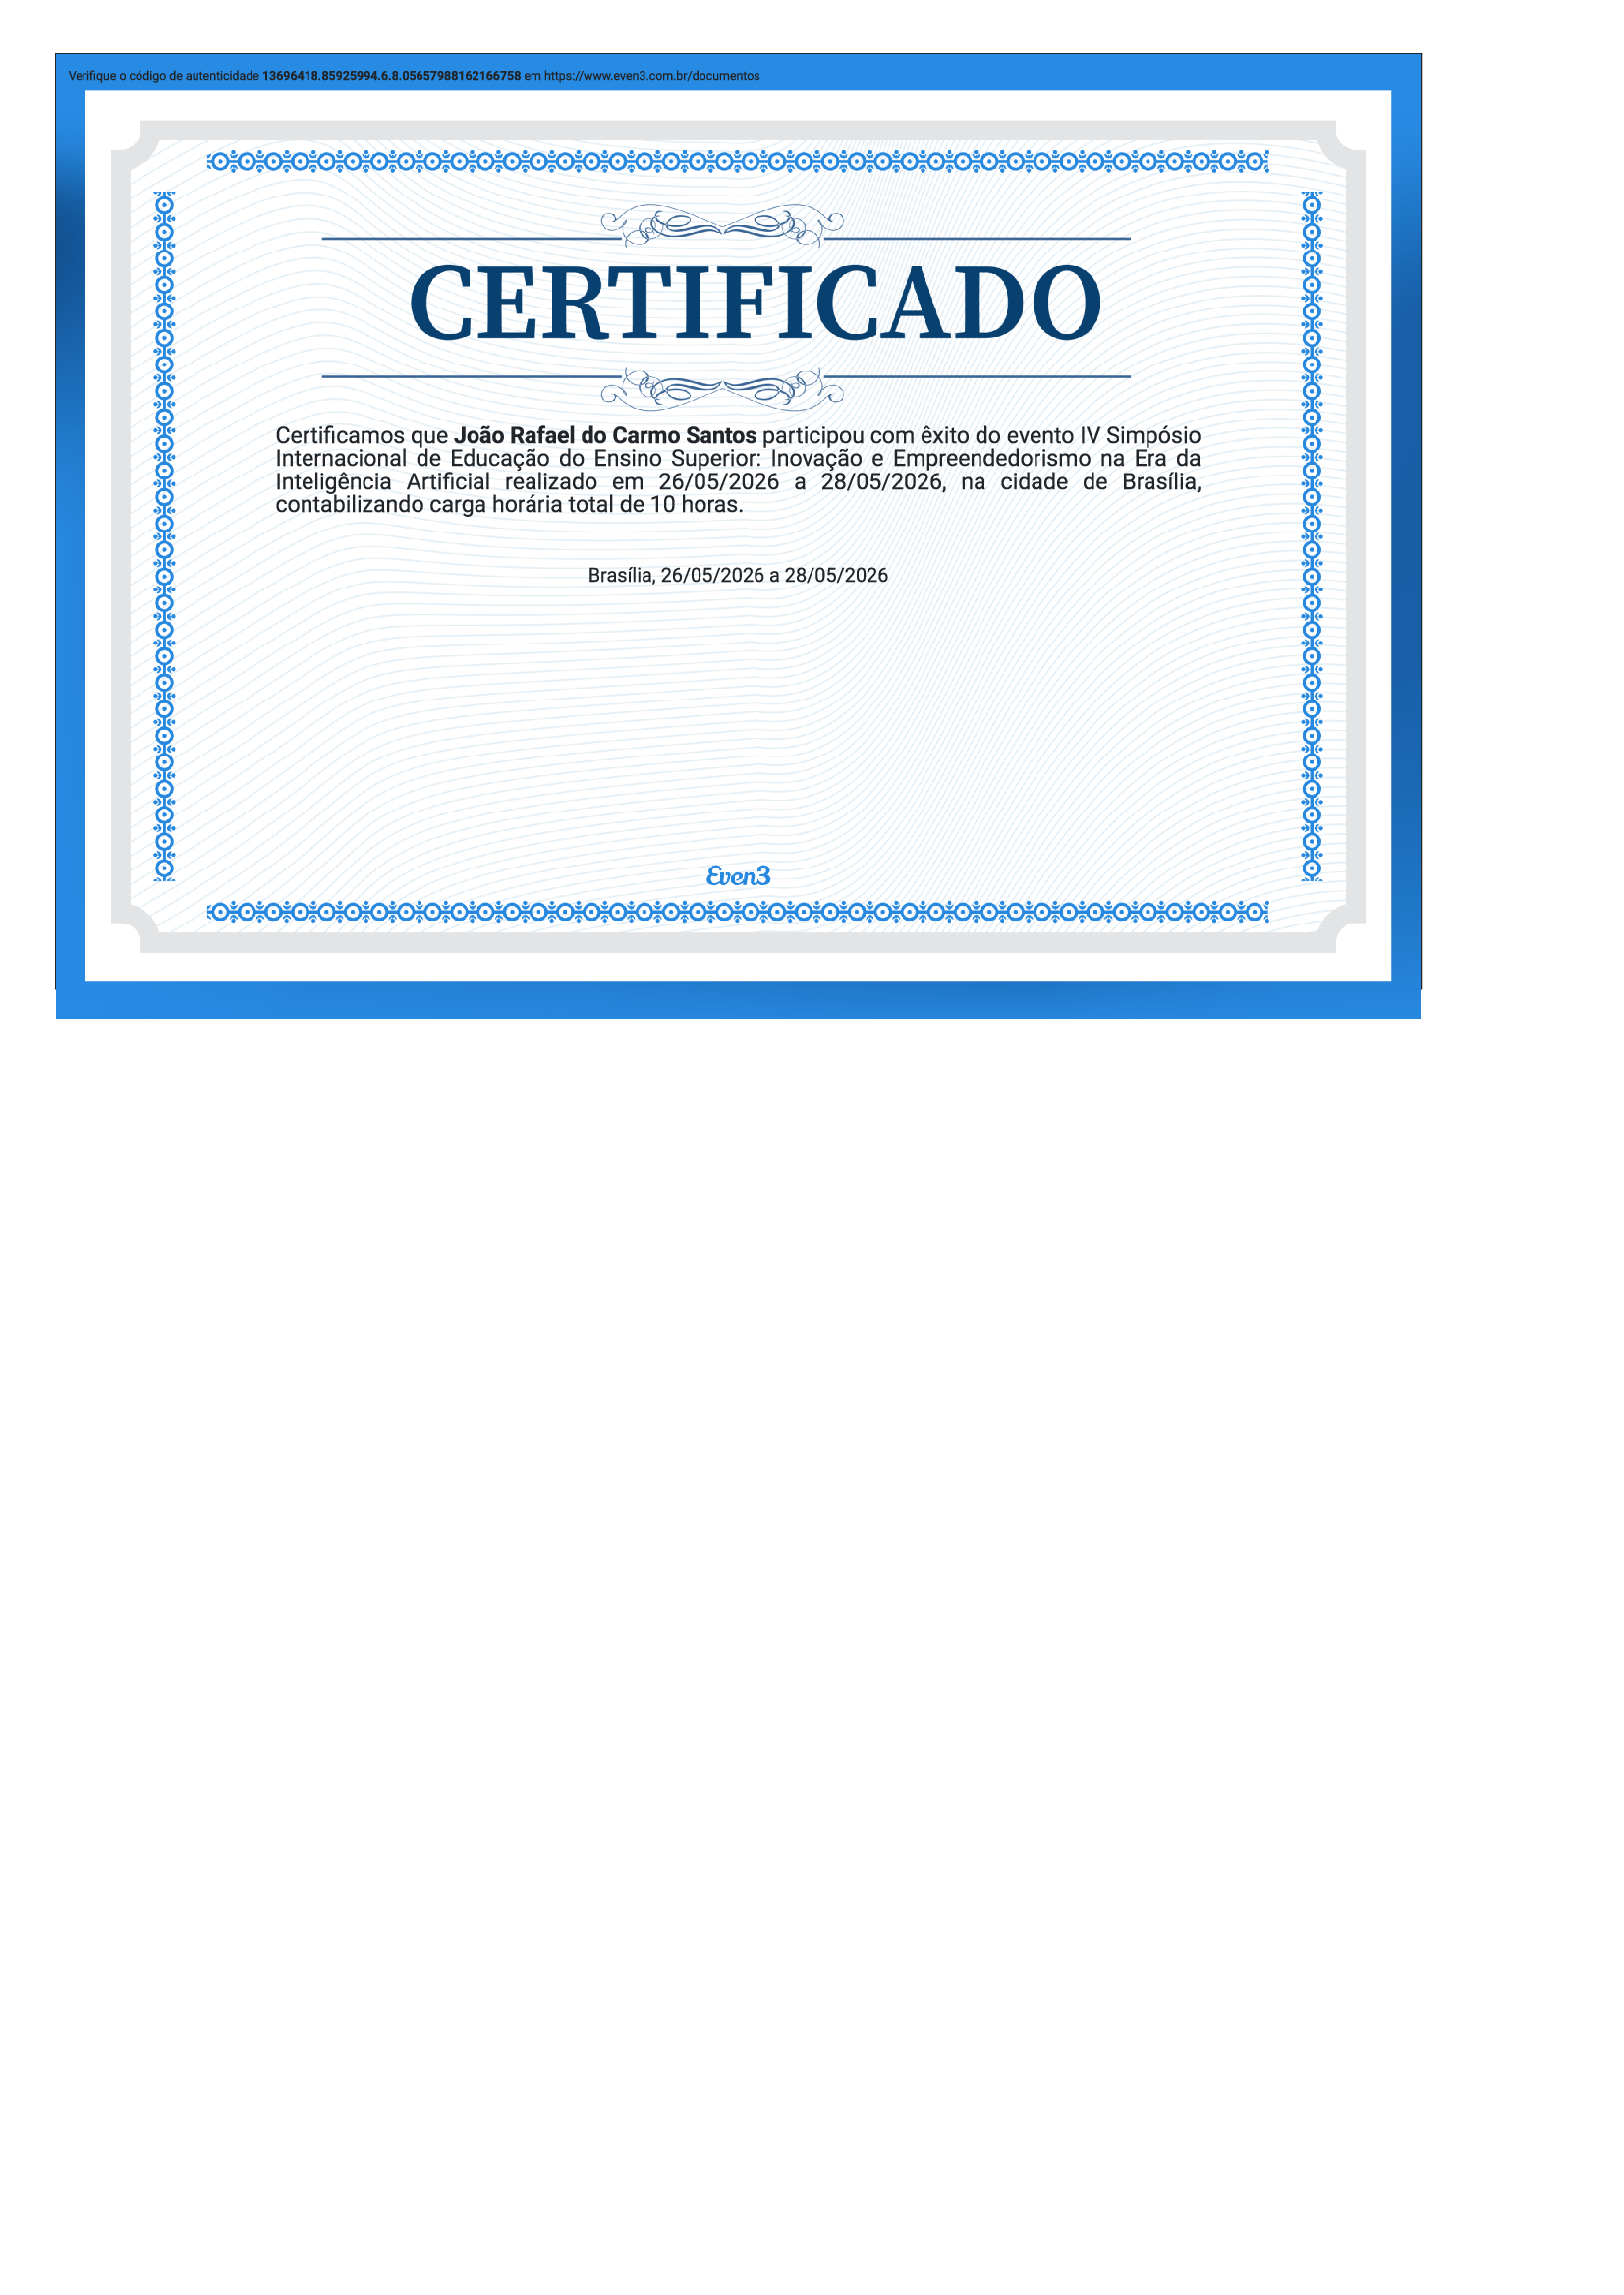 Verifique o código de autenticidade 13696418.85925994.6.8.05657988162166758 em https://www.even3.com.br/documentos
CERTIFICADO
Certificamos que João Rafael do Carmo Santos participou com êxito do evento IV Simpósio
Internacional de Educação do Ensino Superior: Inovação e Empreendedorismo na Era da
Inteligência Artificial realizado em 26/05/2026 a 28/05/2026, na cidade de Brasília,
contabilizando carga horária total de 10 horas.
Brasília, 26/05/2026 a 28/05/2026
Even3